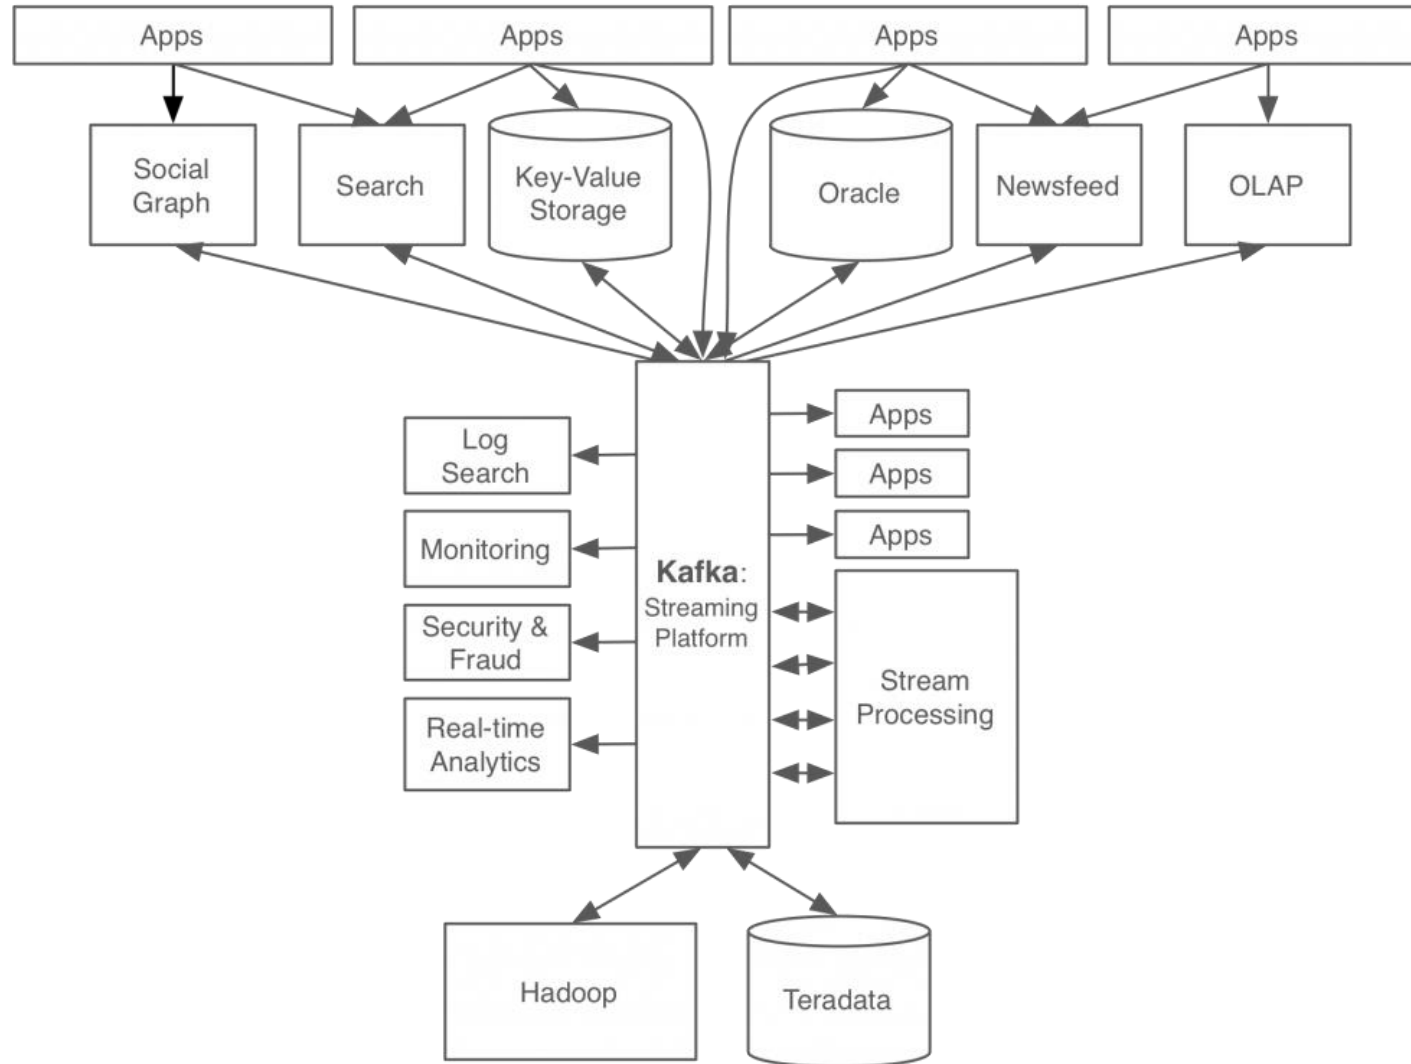 Apps
Apps
Apps
Apps
Social
Graph
Search
Key-Value
Storage
Oracle
Newsfeed
OLAP
Log
Search
Monitoring
Security &
Fraud
Real-time
Analytics
Kafka:
Streaming
Platform
Apps
Apps
Apps
Stream
Processing
Hadoop
Teradata